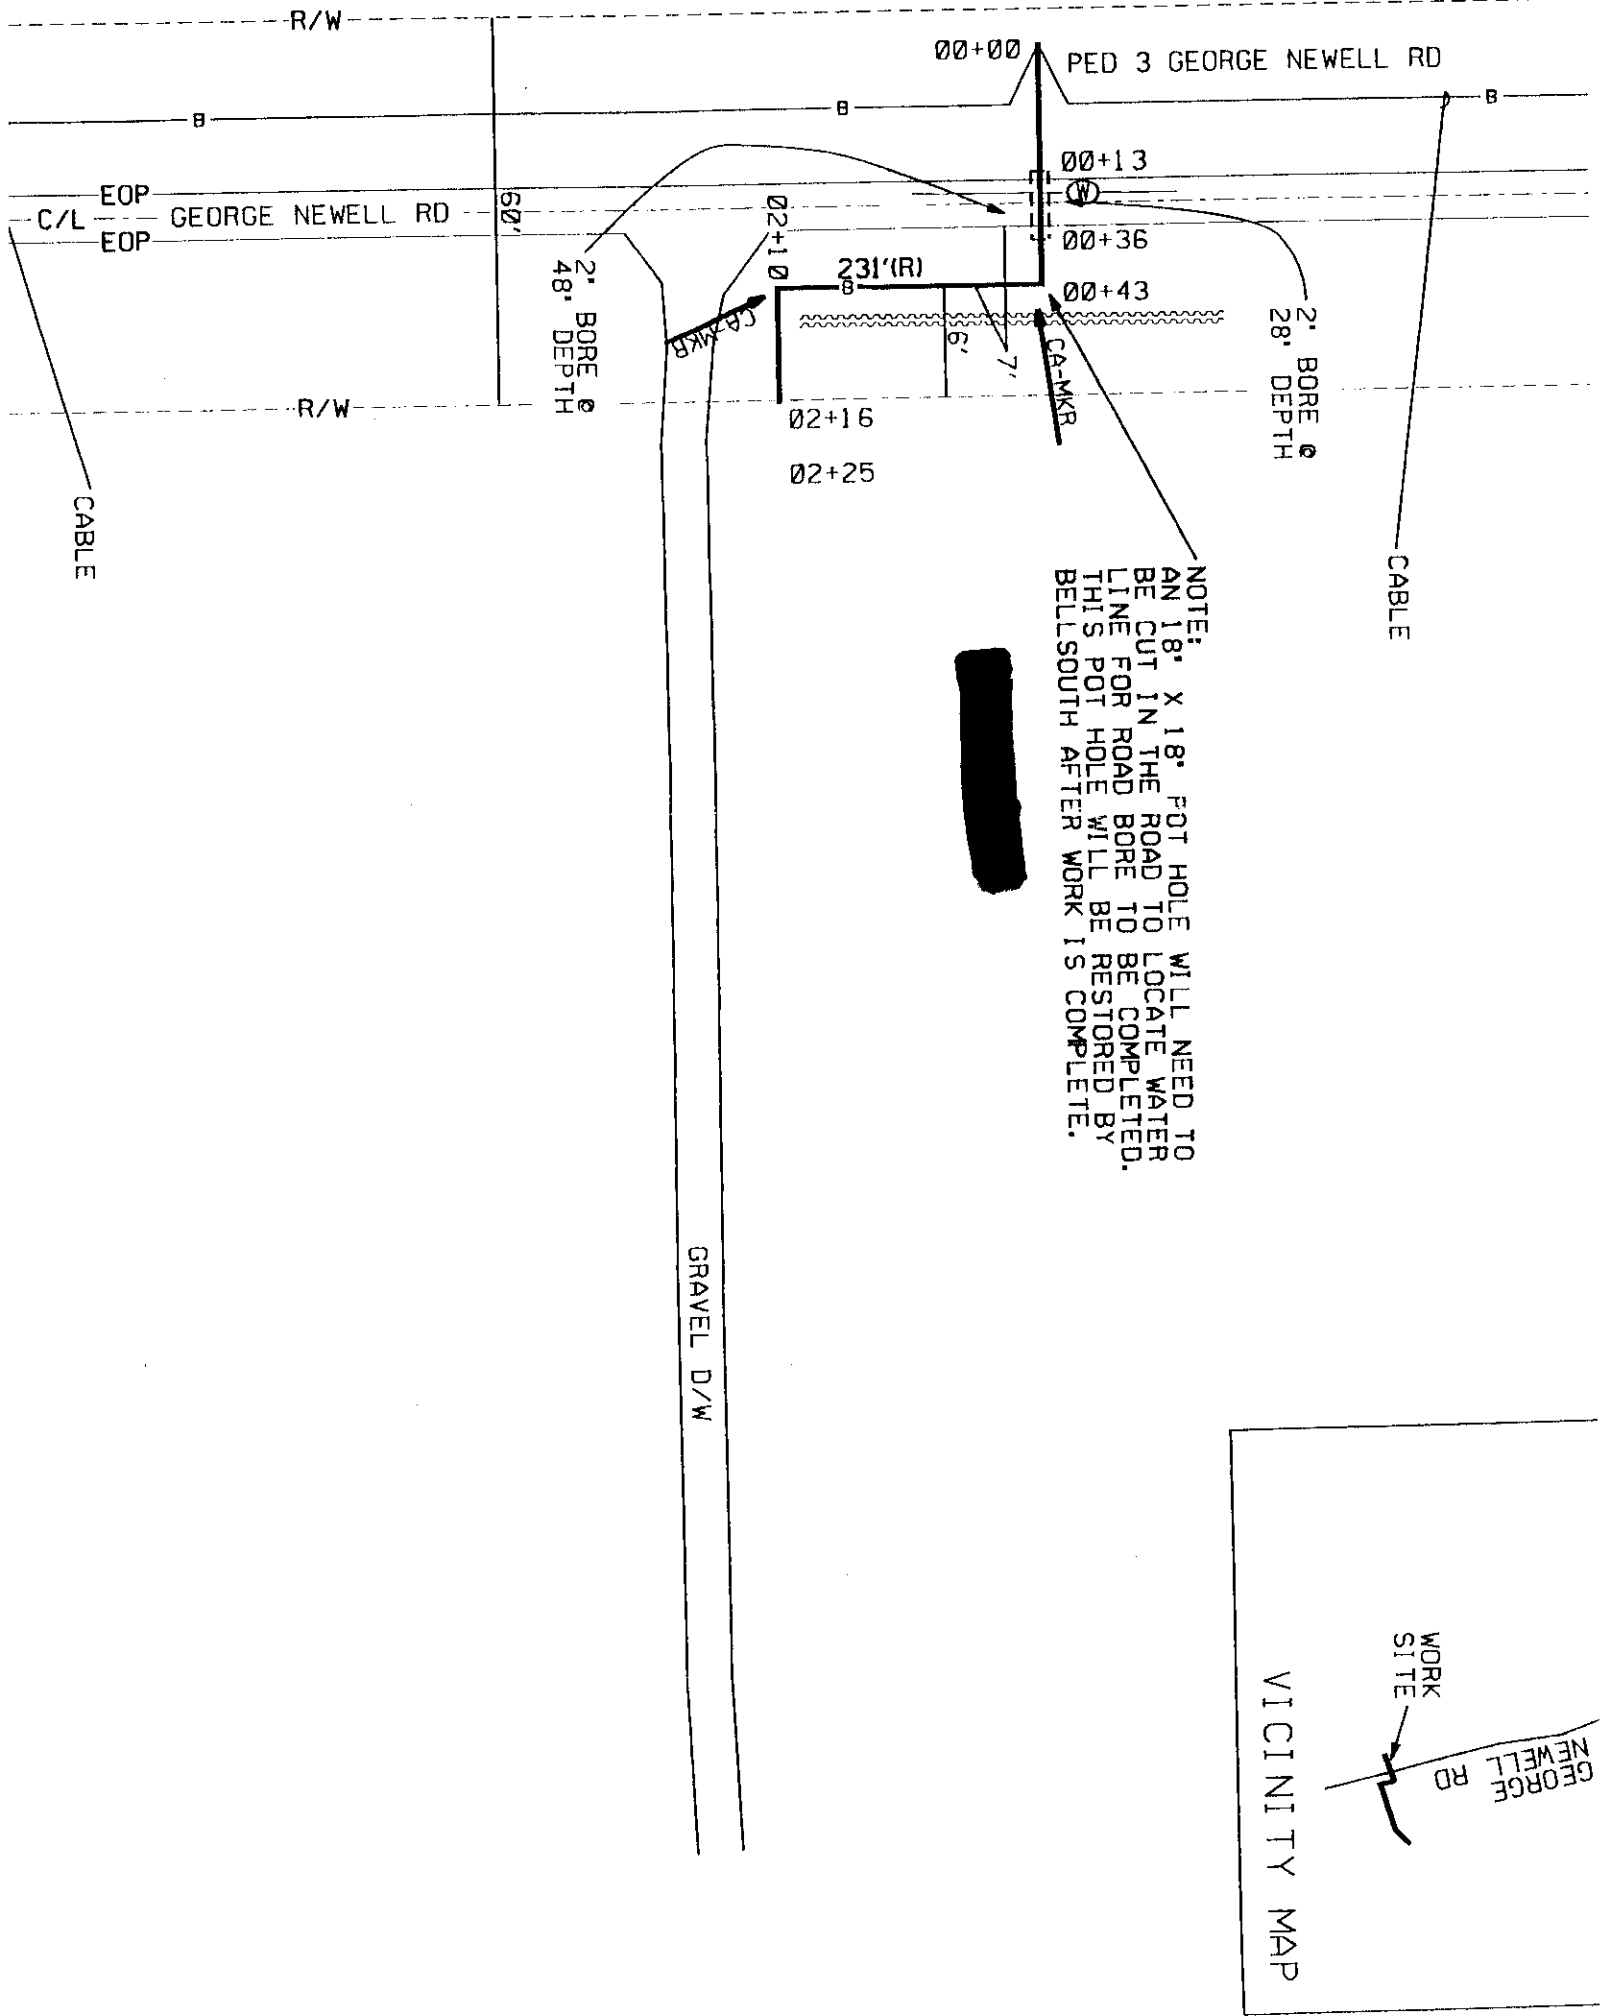 R/W
00+00
PED 3 GEORGE NEWELL RD
B
B
B
00+13
EOP
W
C/L
GEORGE NEWELL RD
60'
02+10
EOP
00+36
231'(R)
B
00+43
2" BORE @
48" DEPTH
2" BORE @
28" DEPTH
CA-MKR
6'
7'
CA-MKR
R/W
02+16
02+25
CABLE
CABLE
NOTE:
AN 18" X 18" POT HOLE WILL NEED TO
BE CUT IN THE ROAD TO LOCATE WATER
LINE FOR ROAD BORE TO BE COMPLETED.
THIS POT HOLE WILL BE RESTORED BY
BELLSOUTH AFTER WORK IS COMPLETE.
GRAVEL D/W
WORK
SITE
GEORGE
NEWELL RD
VICINITY MAP